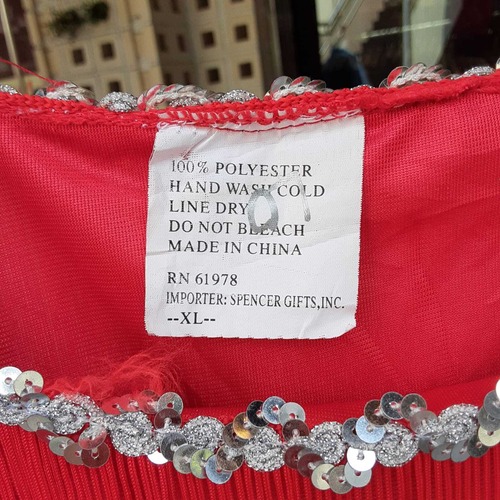 100% POLYESTER
HAND WASH COLD
LINE DRY
DO NOT BLEACH
MADE IN CHINA
RN 61978
IMPORTER: SPENCER GIFTS,INC.
--XL--